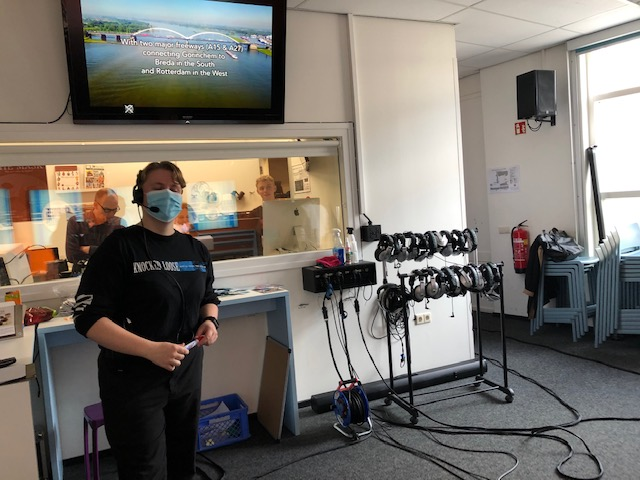 With two major freeways (A15 & A27)
connecting Gorinchem to
Breda in the South
and Rotterdam in the West
KNOCKED LOOSE